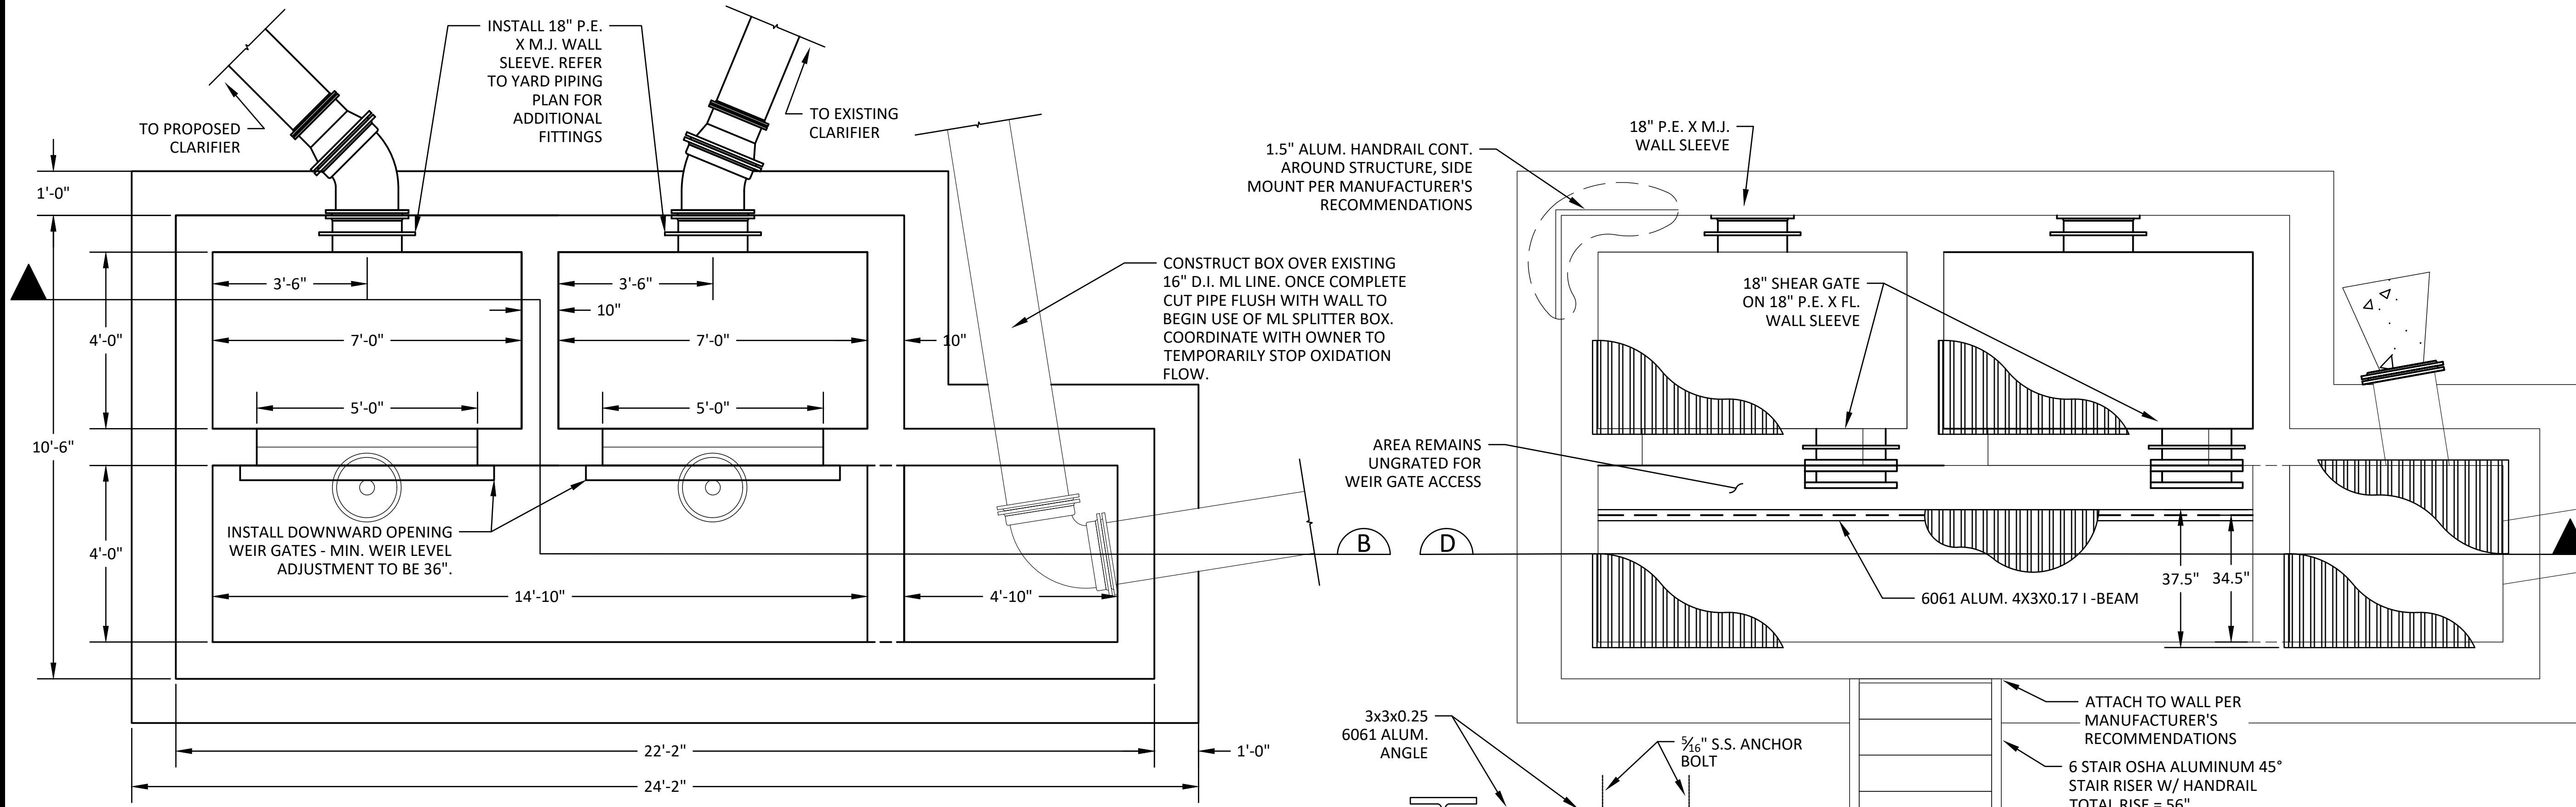 INSTALL 18" P.E.
X M.J. WALL
SLEEVE. REFER
TO YARD PIPING
PLAN FOR
ADDITIONAL
FITTINGS
TO PROPOSED
CLARIFIER
TO EXISTING
CLARIFIER
1'-0"
10'-6"
4'-0"
4'-0"
3'-6"
3'-6"
10"
7'-0"
7'-0"
10"
5'-0"
5'-0"
CONSTRUCT BOX OVER EXISTING
16" D.I. ML LINE. ONCE COMPLETE
CUT PIPE FLUSH WITH WALL TO
BEGIN USE OF ML SPLITTER BOX.
COORDINATE WITH OWNER TO
TEMPORARILY STOP OXIDATION
FLOW.
INSTALL DOWNWARD OPENING
WEIR GATES - MIN. WEIR LEVEL
ADJUSTMENT TO BE 36".
14'-10"
4'-10"
B
22'-2"
1'-0"
24'-2"
1.5" ALUM. HANDRAIL CONT.
AROUND STRUCTURE, SIDE
MOUNT PER MANUFACTURER'S
RECOMMENDATIONS
18" P.E. X M.J.
WALL SLEEVE
18" SHEAR GATE
ON 18" P.E. X FL.
WALL SLEEVE
AREA REMAINS
UNGRATED FOR
WEIR GATE ACCESS
D
37.5"
34.5"
6061 ALUM. 4X3X0.17 I -BEAM
3x3x0.25
6061 ALUM.
ANGLE
5/16" S.S. ANCHOR
BOLT
ATTACH TO WALL PER
MANUFACTURER'S
RECOMMENDATIONS
6 STAIR OSHA ALUMINUM 45°
STAIR RISER W/ HANDRAIL
TOTAL RISE = 56"